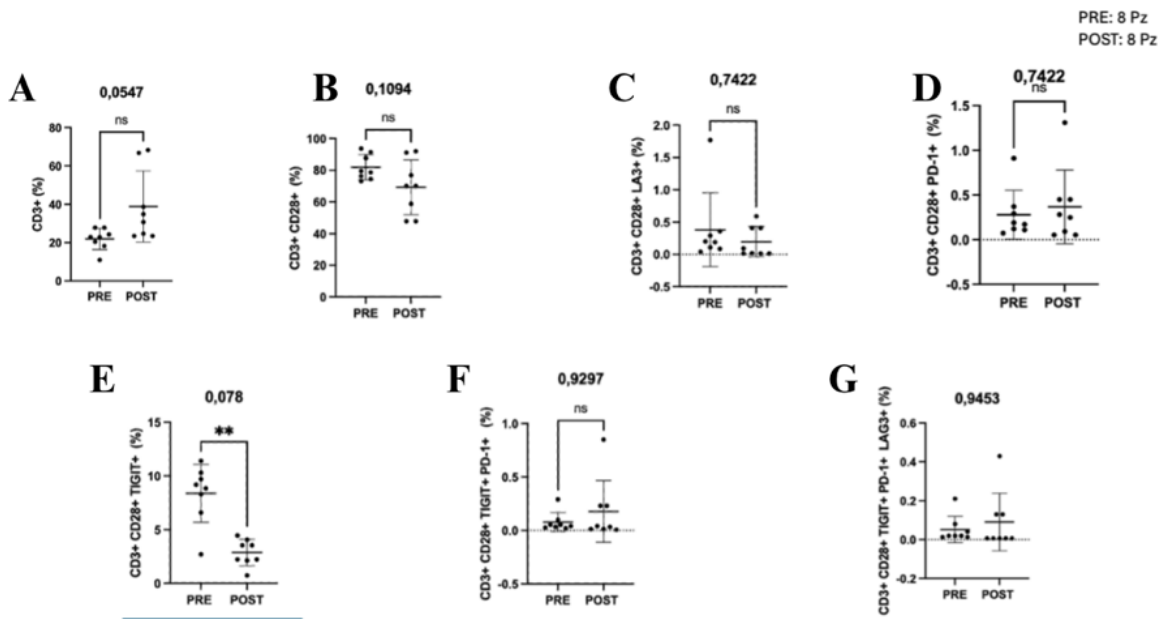 PRE: 8 Pz
POST: 8 Pz
A
0,0547
ns
CD3+ (%)
80
60
40
20
0
PRE POST
B
0,1094
ns
CD3+ CD28+ (%)
100
80
60
40
20
0
PRE POST
C
0,7422
ns
CD3+ CD28+ LA3+ (%)
2.0
1.5
1.0
0.5
0.0
-0.5
PRE POST
D
0,7422
ns
CD3+ CD28+ PD-1+ (%)
1.5
1.0
0.5
0.0
-0.5
PRE POST
E
0,078
**
CD3+ CD28+ TIGIT+ (%)
15
10
5
0
PRE POST
F
0,9297
ns
CD3+ CD28+ TIGIT+ PD-1+ (%)
1.0
0.5
0.0
-0.5
PRE POST
G
0,9453
CD3+ CD28+ TIGIT+ PD-1+ LAG3+ (%)
0.6
0.4
0.2
0.0
-0.2
PRE POST